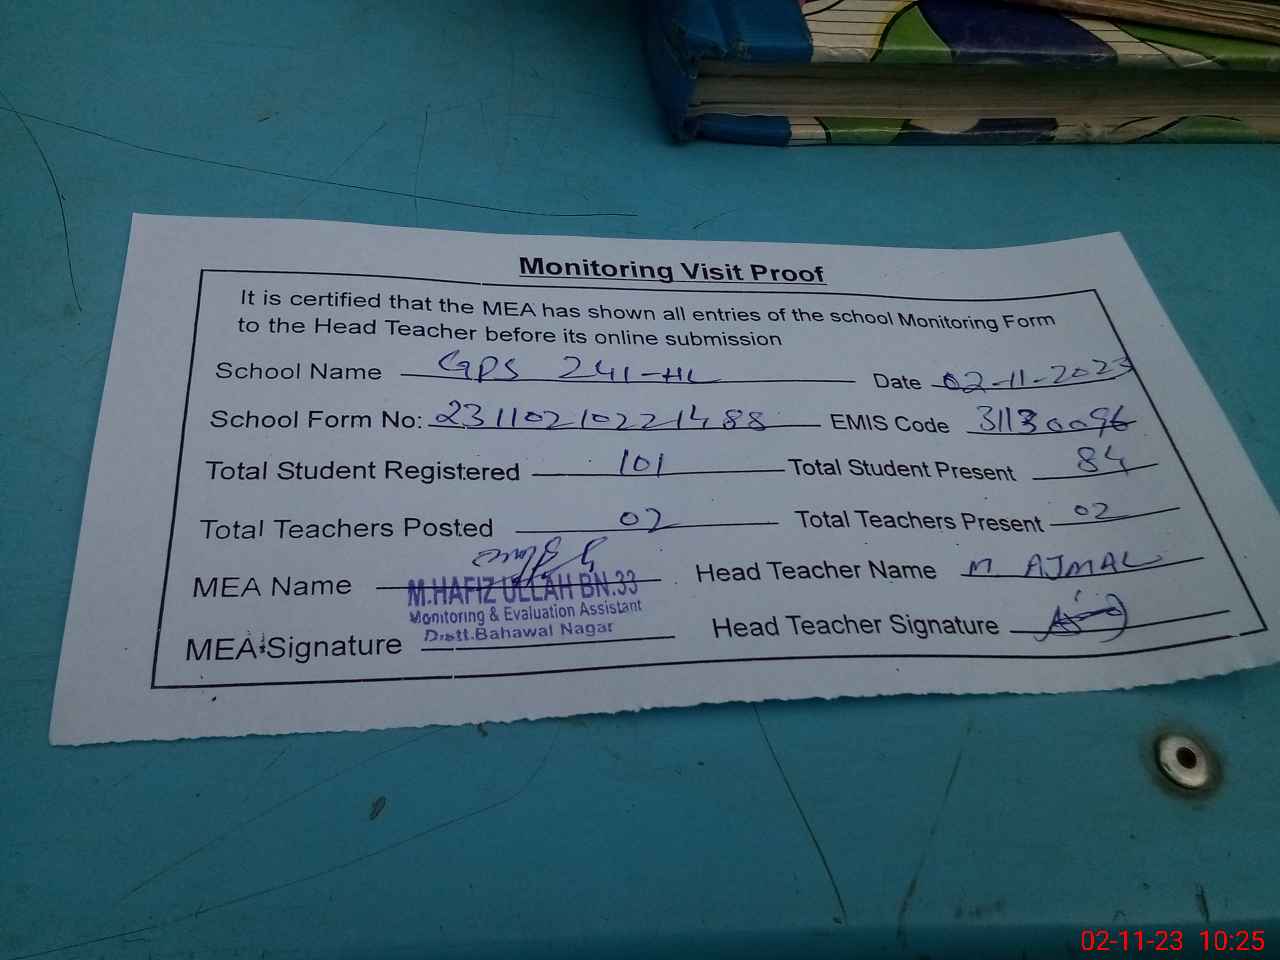 Monitoring Visit Proof
It is certified that the MEA has shown all entries of the school Monitoring Form
to the Head Teacher before its online submission
School Name GPS 241-HL Date 02-11-2023
School Form No: 23110210221488 EMIS Code 31130096
Total Student Registered 101 Total Student Present 84
Total Teachers Posted 02 Total Teachers Present 02
MEA Name M.HAFIZ ULLAH BN.33 Head Teacher Name M AJMAL
Monitoring & Evaluation Assistant
Distt.Bahawal Nagar
MEA Signature Head Teacher Signature
02-11-23 10:25